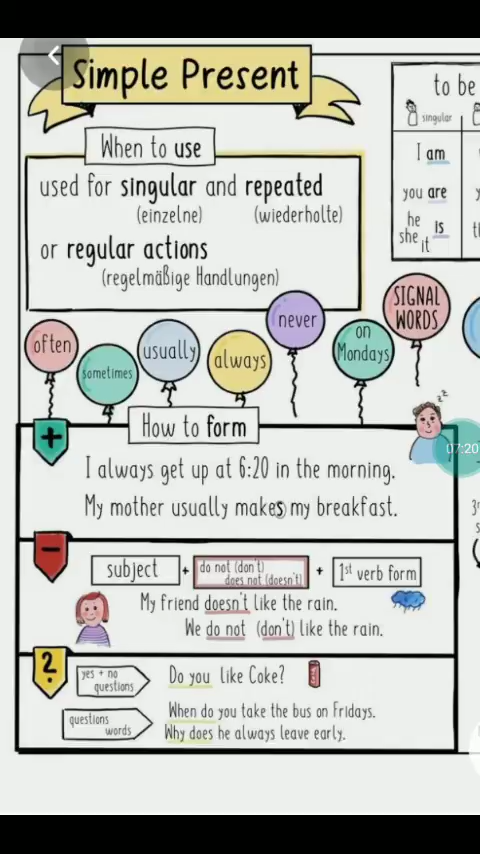 Simple Present
When to use
used for singular and repeated
(einzelne) (wiederholte)
or regular actions
(regelmäßige Handlungen)
to be
singular
I am
you are
he
she is
it
often
sometimes
usually
always
never
on
Mondays
SIGNAL
WORDS
z z
(17:20)
How to form
+
I always get up at 6:20 in the morning.
My mother usually makes my breakfast.
-
subject + do not (don't) + 1st verb form
does not (doesn't)
My friend doesn't like the rain.
We do not (don't) like the rain.
?
yes + no
questions
Do you like Coke?
questions
words
When do you take the bus on Fridays.
Why does he always leave early.